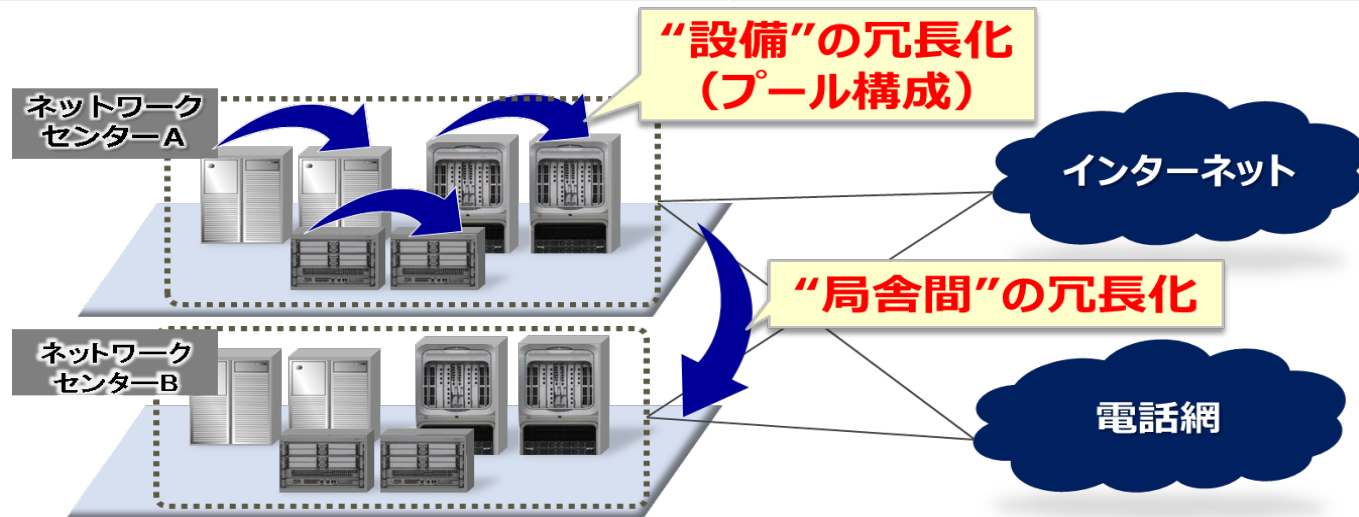 “設備”の冗長化
（プール構成）
ネットワーク
センターA
インターネット
“局舎間”の冗長化
ネットワーク
センターB
電話網